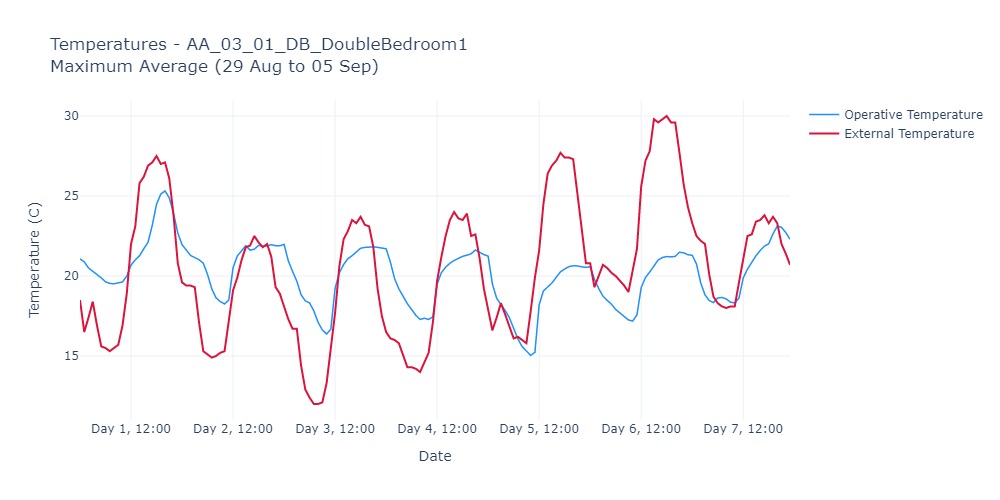 Temperatures - AA_03_01_DB_DoubleBedroom1
Maximum Average (29 Aug to 05 Sep)
Operative Temperature
External Temperature
Temperature (C)
30
25
20
15
Day 1, 12:00 Day 2, 12:00 Day 3, 12:00 Day 4, 12:00 Day 5, 12:00 Day 6, 12:00 Day 7, 12:00
Date